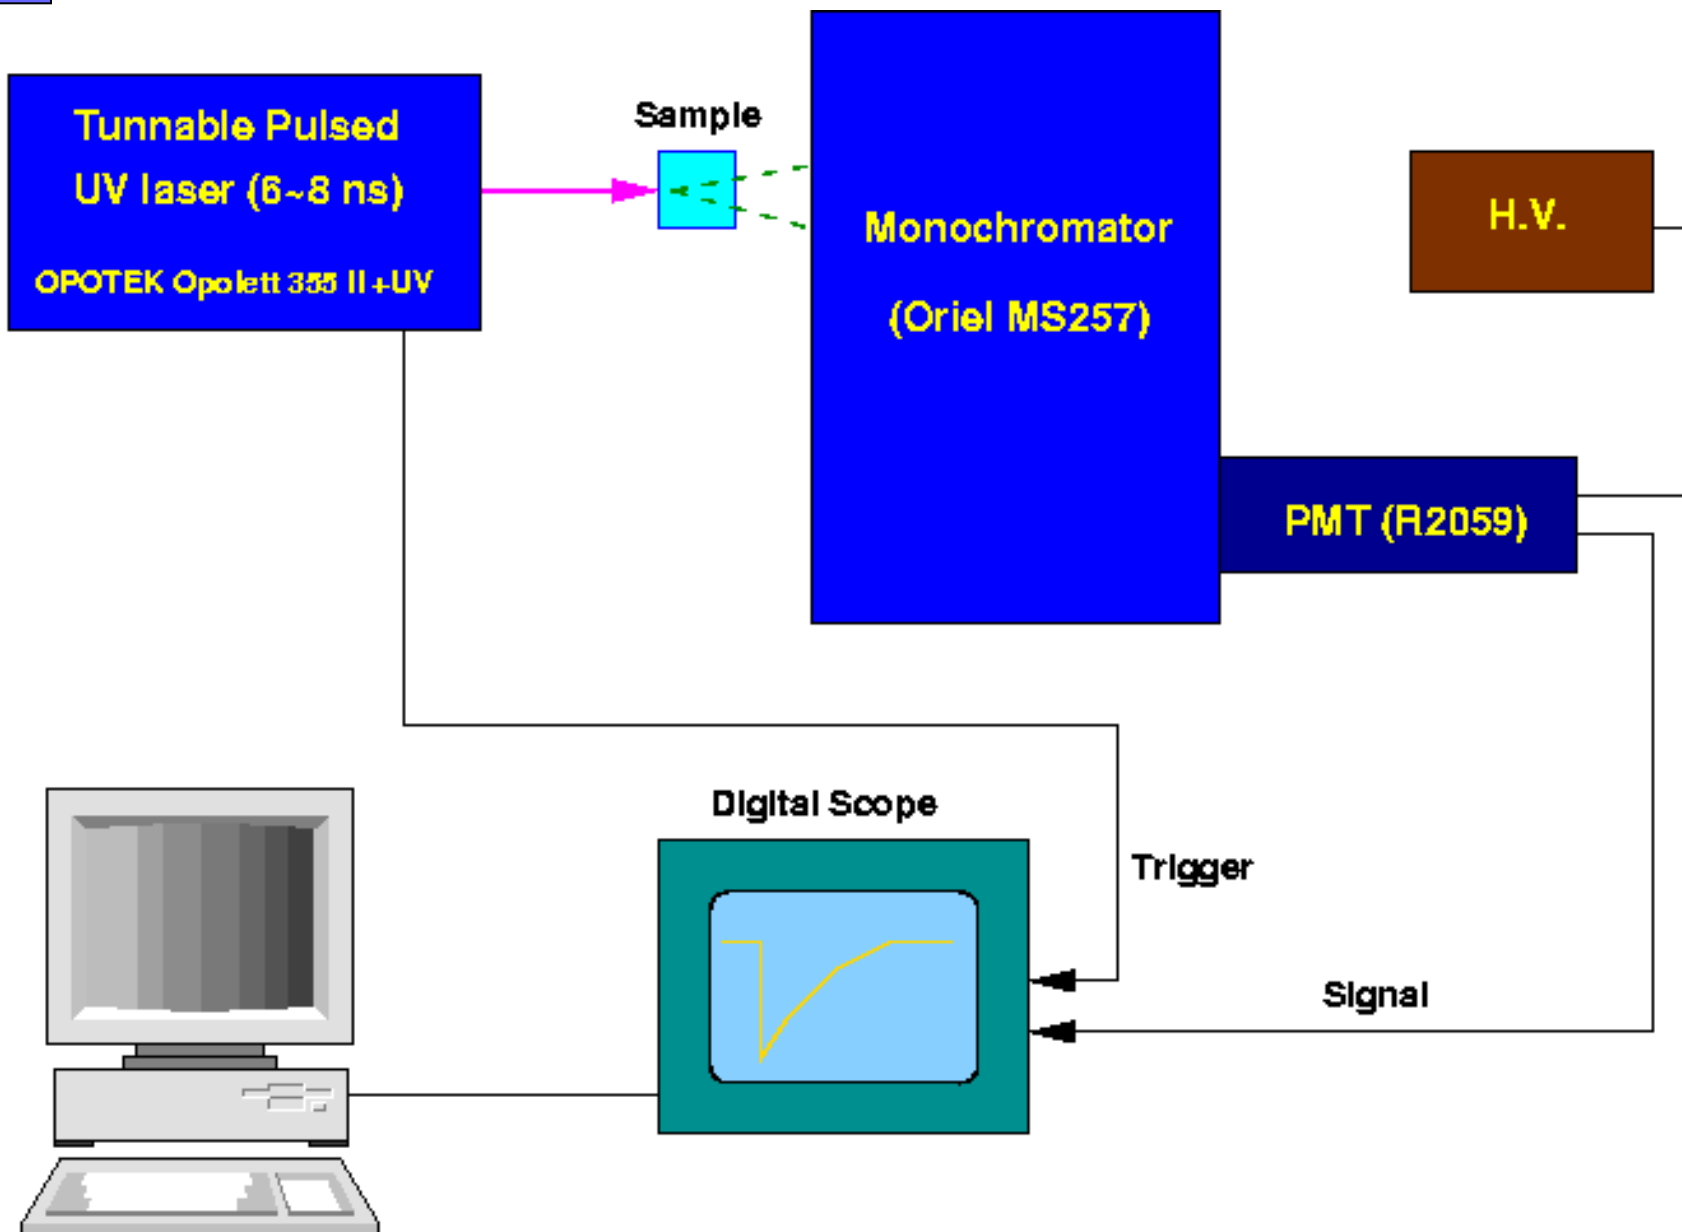 Tunnable Pulsed
UV laser (6~8 ns)
OPOTEK Opolett 355 II+UV
Sample
Monochromator
(Oriel MS257)
H.V.
PMT (R2059)
Digital Scope
Trigger
Signal